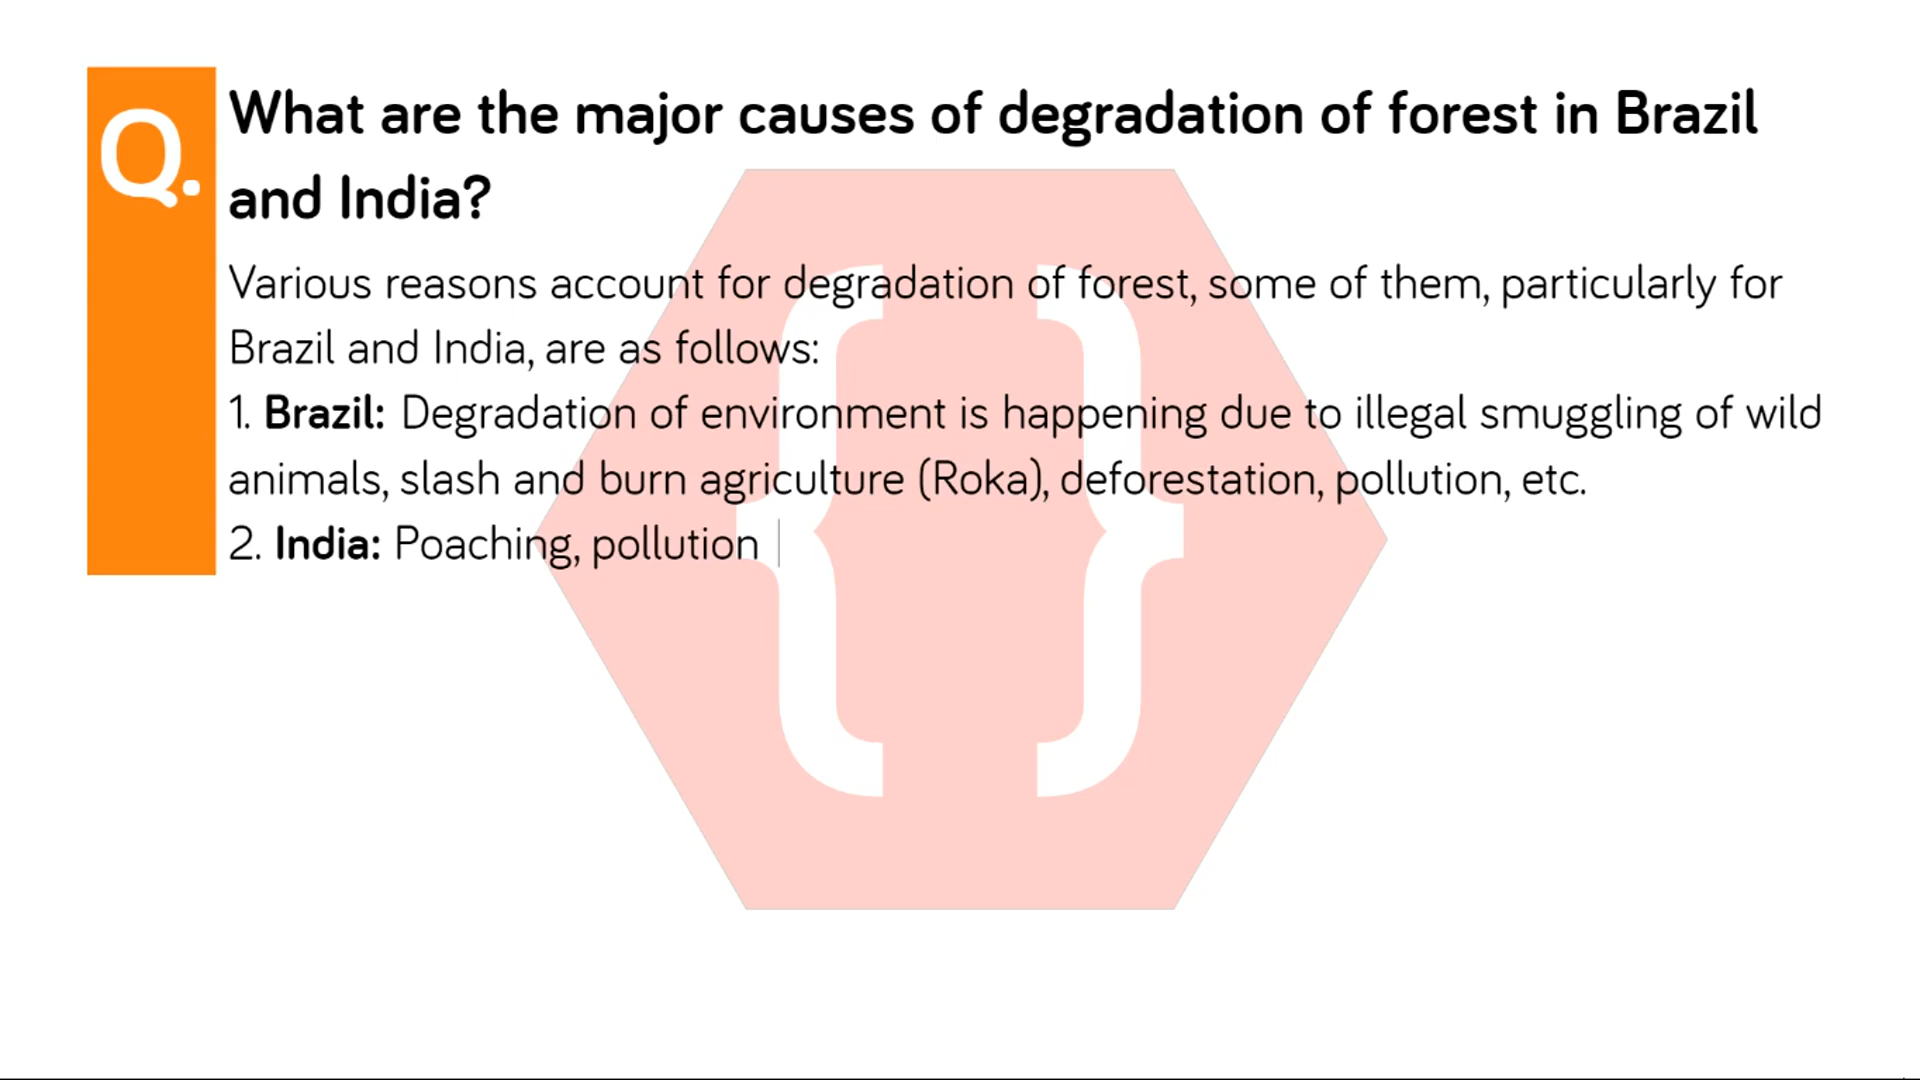 Q. What are the major causes of degradation of forest in Brazil
and India?
Various reasons account for degradation of forest, some of them, particularly for
Brazil and India, are as follows:
1. Brazil: Degradation of environment is happening due to illegal smuggling of wild
animals, slash and burn agriculture (Roka), deforestation, pollution, etc.
2. India: Poaching, pollution